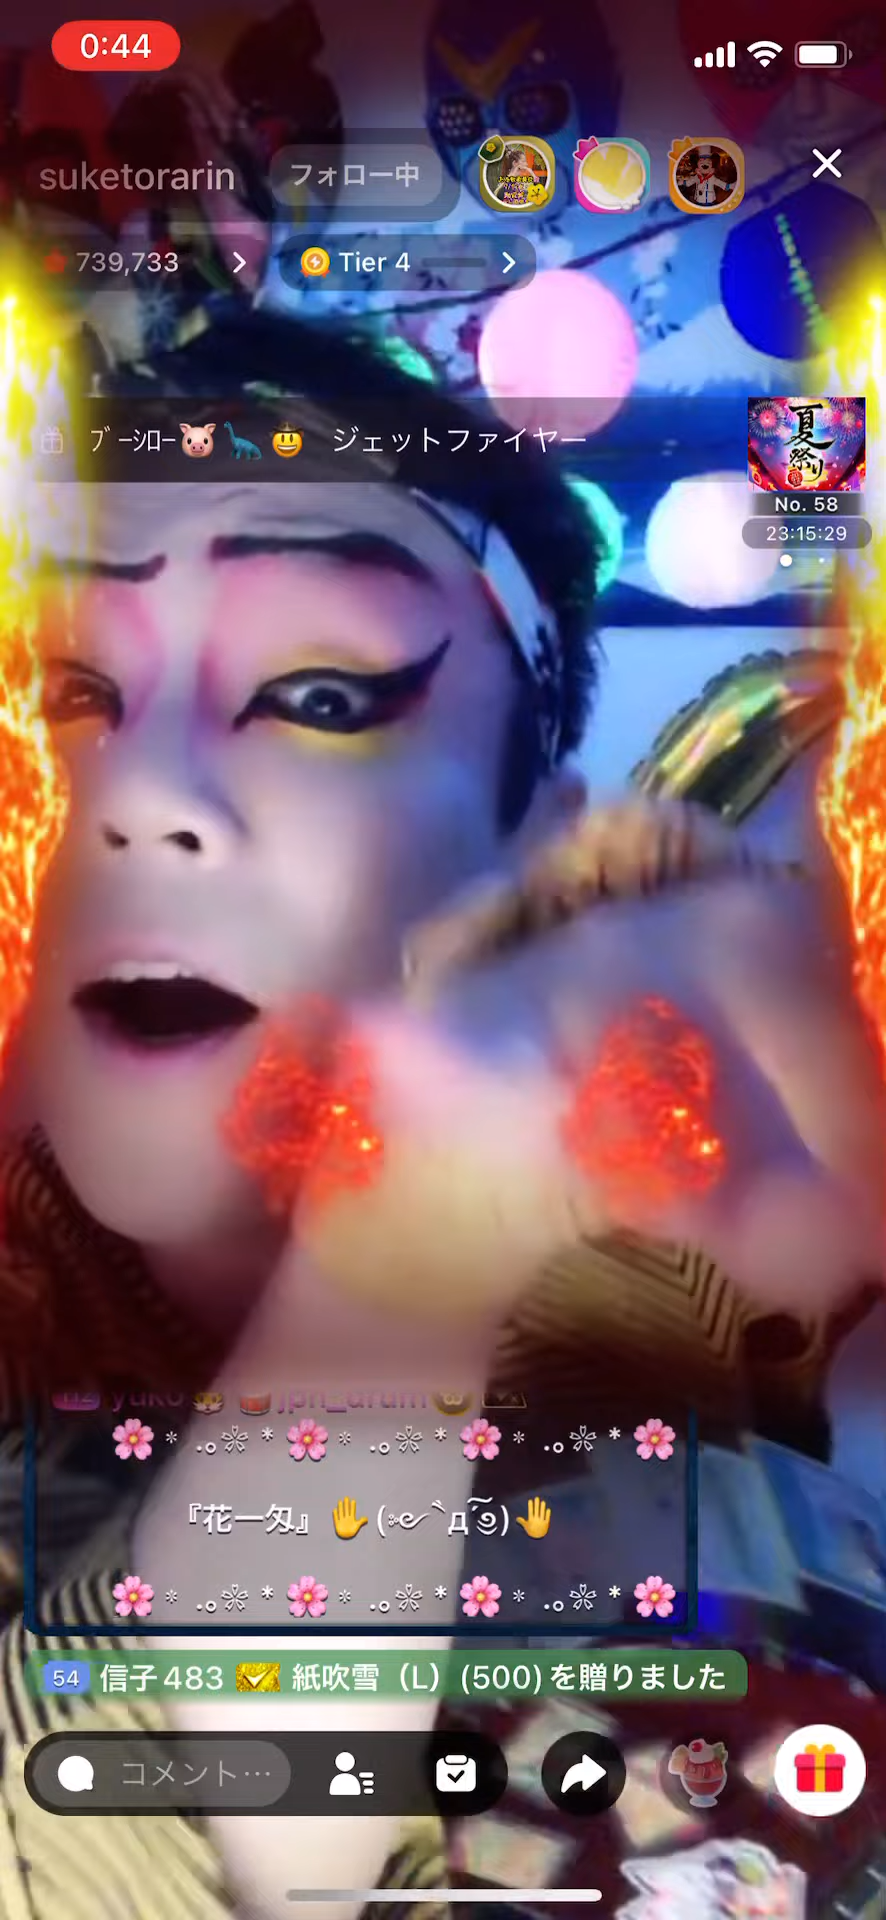 0:44
suketorarin フォロー中
739,733
Tier 4
ブーシロー🐷🦕🤠 ジェットファイヤー
夏祭り
No. 58
23:15:29
yuko🐯🥁jpn_drum
🌸* .o❊* 🌸* .o❊* 🌸* .o❊* 🌸
『花一匁』
🌸* .o❊* 🌸* .o❊* 🌸* .o❊* 🌸
54 信子483 紙吹雪（L）(500)を贈りました
コメント…